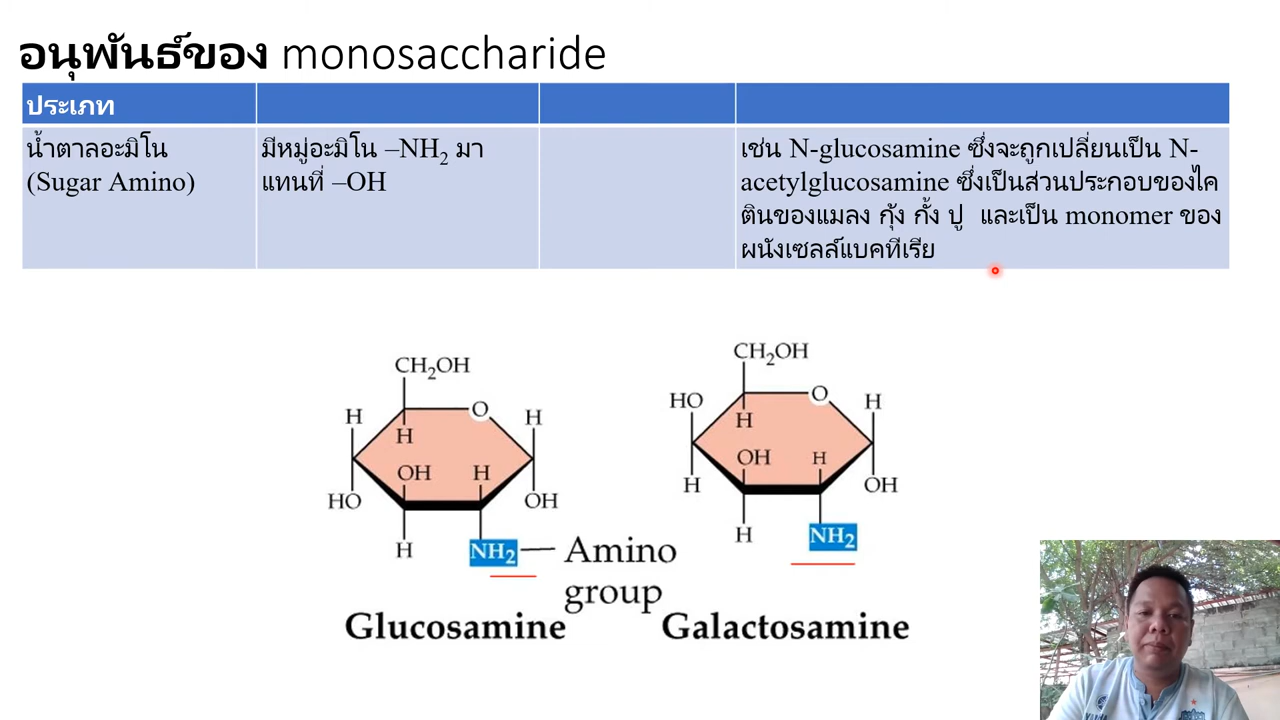 อนุพันธ์ของ monosaccharide
ประเภท
น้ำตาลอะมิโน
(Sugar Amino)
มีหมู่อะมิโน –NH2 มา
แทนที่ –OH
เช่น N-glucosamine ซึ่งจะถูกเปลี่ยนเป็น N-
acetylglucosamine ซึ่งเป็นส่วนประกอบของไค
ตินของแมลง กุ้ง กั้ง ปู และเป็น monomer ของ
ผนังเซลล์แบคทีเรีย
CH2OH
O
H
H
H
OH
H
HO
OH
H
NH2
Amino
group
Glucosamine
CH2OH
HO
O
H
H
OH
H
H
OH
H
NH2
Galactosamine